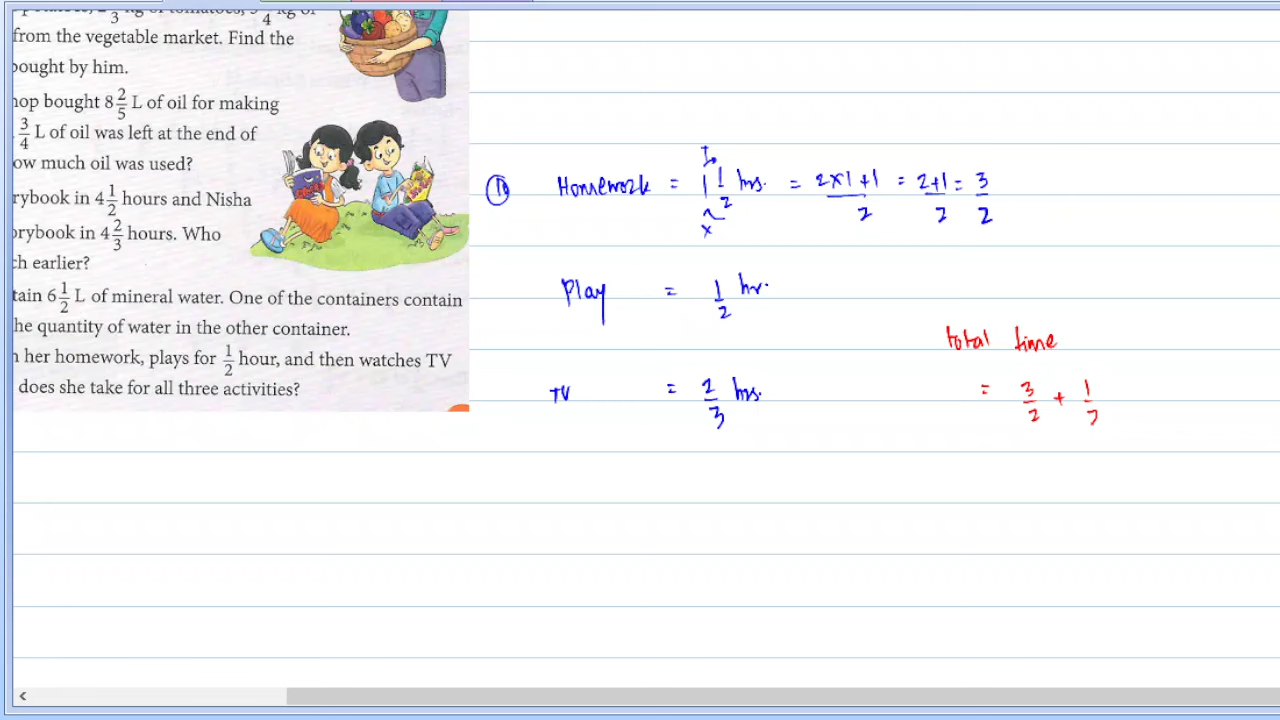 from the vegetable market. Find the
bought by him.
hop bought 8 2/5 L of oil for making
3/4 L of oil was left at the end of
ow much oil was used?
rybook in 4 1/2 hours and Nisha
orybook in 4 2/3 hours. Who
ch earlier?
tain 6 1/2 L of mineral water. One of the containers contain
he quantity of water in the other container.
her homework, plays for 1/2 hour, and then watches TV
does she take for all three activities?
Homework = 1 1/2 hrs. = 2x1+1/2 = 2+1/2 = 3/2
Play = 1/2 hr.
TV = 2/3 hrs.
total time
= 3/2 + 1/2